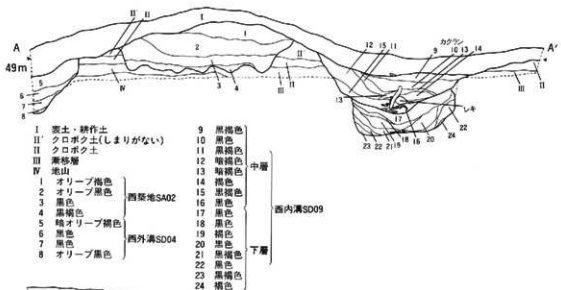 A
A'
49m
II' II
I
1
2
II'
IV
3 4
III II
12 15 11
カクラン
9 10 13 14
13
レキ
17
18
24
23 22 21 19 16 20 22
III II
5
6
7
8
I 表土・耕作土
II' クロボク土(しまりがない)
II クロボク土
III 漸移層
IV 地山
1 オリーブ褐色
2 オリーブ黒色
3 黒色
4 黒褐色
西築地SA02
5 暗オリーブ褐色
6 黒色
7 黒色
8 オリーブ黒色
西外溝SD04
9 黒褐色
10 黒色
11 黒褐色
12 暗褐色
13 暗褐色
14 褐色
15 黒褐色
中層
16 黒色
17 黒色
18 黒色
19 褐色
20 黒色
21 黒褐色
22 黒色
23 黒褐色
24 褐色
下層
西内溝SD09